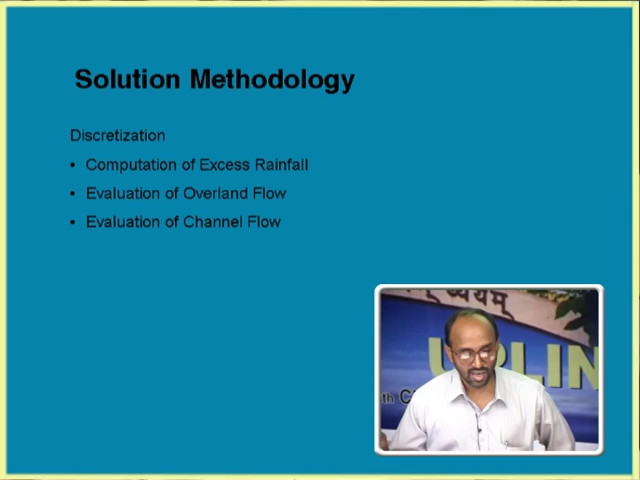 Solution Methodology
Discretization
• Computation of Excess Rainfall
• Evaluation of Overland Flow
• Evaluation of Channel Flow